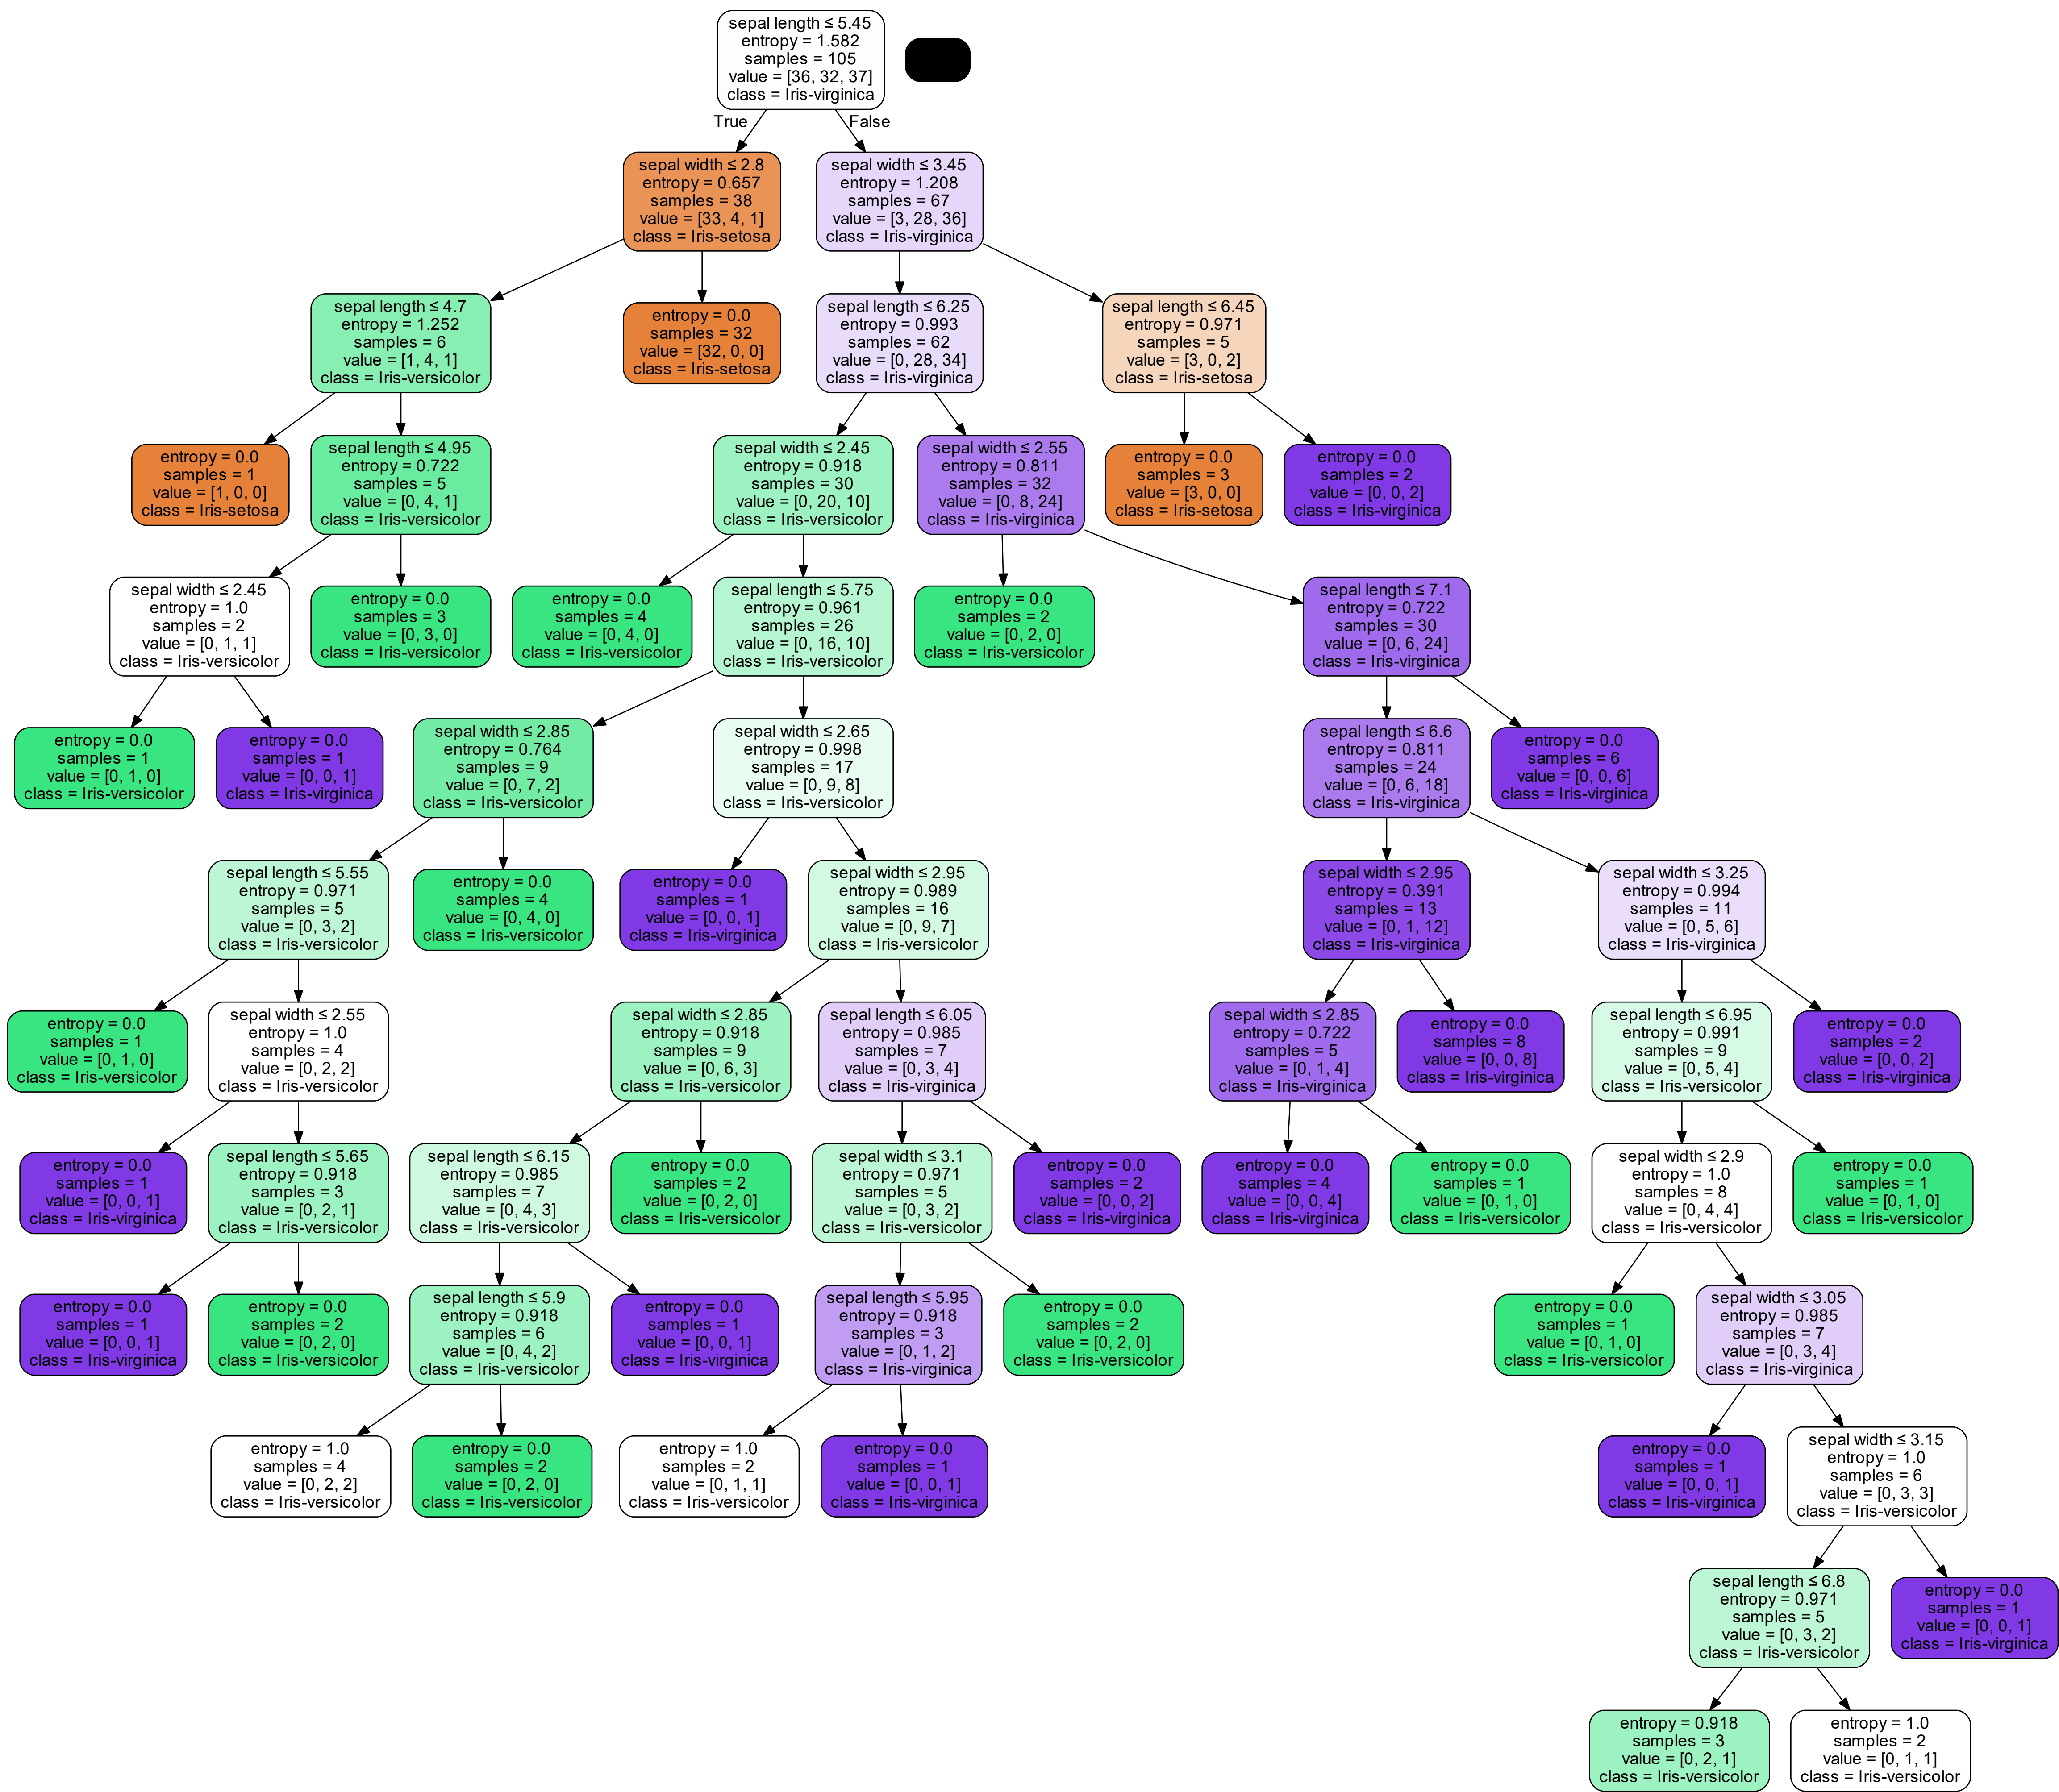 sepal length ≤ 5.45
entropy = 1.582
samples = 105
value = [36, 32, 37]
class = Iris-virginica
True
False
sepal width ≤ 2.8
entropy = 0.657
samples = 38
value = [33, 4, 1]
class = Iris-setosa
sepal width ≤ 3.45
entropy = 1.208
samples = 67
value = [3, 28, 36]
class = Iris-virginica
sepal length ≤ 4.7
entropy = 1.252
samples = 6
value = [1, 4, 1]
class = Iris-versicolor
entropy = 0.0
samples = 32
value = [32, 0, 0]
class = Iris-setosa
sepal length ≤ 6.25
entropy = 0.993
samples = 62
value = [0, 28, 34]
class = Iris-virginica
sepal length ≤ 6.45
entropy = 0.971
samples = 5
value = [3, 0, 2]
class = Iris-setosa
entropy = 0.0
samples = 1
value = [1, 0, 0]
class = Iris-setosa
sepal length ≤ 4.95
entropy = 0.722
samples = 5
value = [0, 4, 1]
class = Iris-versicolor
sepal width ≤ 2.45
entropy = 0.918
samples = 30
value = [0, 20, 10]
class = Iris-versicolor
sepal width ≤ 2.55
entropy = 0.811
samples = 32
value = [0, 8, 24]
class = Iris-virginica
entropy = 0.0
samples = 3
value = [3, 0, 0]
class = Iris-setosa
entropy = 0.0
samples = 2
value = [0, 0, 2]
class = Iris-virginica
sepal width ≤ 2.45
entropy = 1.0
samples = 2
value = [0, 1, 1]
class = Iris-versicolor
entropy = 0.0
samples = 3
value = [0, 3, 0]
class = Iris-versicolor
entropy = 0.0
samples = 4
value = [0, 4, 0]
class = Iris-versicolor
sepal length ≤ 5.75
entropy = 0.961
samples = 26
value = [0, 16, 10]
class = Iris-versicolor
entropy = 0.0
samples = 2
value = [0, 2, 0]
class = Iris-versicolor
sepal length ≤ 7.1
entropy = 0.722
samples = 30
value = [0, 6, 24]
class = Iris-virginica
entropy = 0.0
samples = 1
value = [0, 1, 0]
class = Iris-versicolor
entropy = 0.0
samples = 1
value = [0, 0, 1]
class = Iris-virginica
sepal width ≤ 2.85
entropy = 0.764
samples = 9
value = [0, 7, 2]
class = Iris-versicolor
sepal width ≤ 2.65
entropy = 0.998
samples = 17
value = [0, 9, 8]
class = Iris-versicolor
sepal length ≤ 6.6
entropy = 0.811
samples = 24
value = [0, 6, 18]
class = Iris-virginica
entropy = 0.0
samples = 6
value = [0, 0, 6]
class = Iris-virginica
sepal length ≤ 5.55
entropy = 0.971
samples = 5
value = [0, 3, 2]
class = Iris-versicolor
entropy = 0.0
samples = 4
value = [0, 4, 0]
class = Iris-versicolor
entropy = 0.0
samples = 1
value = [0, 0, 1]
class = Iris-virginica
sepal width ≤ 2.95
entropy = 0.989
samples = 16
value = [0, 9, 7]
class = Iris-versicolor
sepal width ≤ 2.95
entropy = 0.391
samples = 13
value = [0, 1, 12]
class = Iris-virginica
sepal width ≤ 3.25
entropy = 0.994
samples = 11
value = [0, 5, 6]
class = Iris-virginica
entropy = 0.0
samples = 1
value = [0, 1, 0]
class = Iris-versicolor
sepal width ≤ 2.55
entropy = 1.0
samples = 4
value = [0, 2, 2]
class = Iris-versicolor
sepal width ≤ 2.85
entropy = 0.918
samples = 9
value = [0, 6, 3]
class = Iris-versicolor
sepal length ≤ 6.05
entropy = 0.985
samples = 7
value = [0, 3, 4]
class = Iris-virginica
sepal width ≤ 2.85
entropy = 0.722
samples = 5
value = [0, 1, 4]
class = Iris-virginica
entropy = 0.0
samples = 8
value = [0, 0, 8]
class = Iris-virginica
sepal length ≤ 6.95
entropy = 0.991
samples = 9
value = [0, 5, 4]
class = Iris-versicolor
entropy = 0.0
samples = 2
value = [0, 0, 2]
class = Iris-virginica
entropy = 0.0
samples = 1
value = [0, 0, 1]
class = Iris-virginica
sepal length ≤ 5.65
entropy = 0.918
samples = 3
value = [0, 2, 1]
class = Iris-versicolor
sepal length ≤ 6.15
entropy = 0.985
samples = 7
value = [0, 4, 3]
class = Iris-versicolor
entropy = 0.0
samples = 2
value = [0, 2, 0]
class = Iris-versicolor
sepal width ≤ 3.1
entropy = 0.971
samples = 5
value = [0, 3, 2]
class = Iris-versicolor
entropy = 0.0
samples = 2
value = [0, 0, 2]
class = Iris-virginica
entropy = 0.0
samples = 4
value = [0, 0, 4]
class = Iris-virginica
entropy = 0.0
samples = 1
value = [0, 1, 0]
class = Iris-versicolor
sepal width ≤ 2.9
entropy = 1.0
samples = 8
value = [0, 4, 4]
class = Iris-versicolor
entropy = 0.0
samples = 1
value = [0, 1, 0]
class = Iris-versicolor
entropy = 0.0
samples = 1
value = [0, 0, 1]
class = Iris-virginica
entropy = 0.0
samples = 2
value = [0, 2, 0]
class = Iris-versicolor
sepal length ≤ 5.9
entropy = 0.918
samples = 6
value = [0, 4, 2]
class = Iris-versicolor
entropy = 0.0
samples = 1
value = [0, 0, 1]
class = Iris-virginica
sepal length ≤ 5.95
entropy = 0.918
samples = 3
value = [0, 1, 2]
class = Iris-virginica
entropy = 0.0
samples = 2
value = [0, 2, 0]
class = Iris-versicolor
entropy = 0.0
samples = 1
value = [0, 1, 0]
class = Iris-versicolor
sepal width ≤ 3.05
entropy = 0.985
samples = 7
value = [0, 3, 4]
class = Iris-virginica
entropy = 1.0
samples = 4
value = [0, 2, 2]
class = Iris-versicolor
entropy = 0.0
samples = 2
value = [0, 2, 0]
class = Iris-versicolor
entropy = 1.0
samples = 2
value = [0, 1, 1]
class = Iris-versicolor
entropy = 0.0
samples = 1
value = [0, 0, 1]
class = Iris-virginica
entropy = 0.0
samples = 1
value = [0, 0, 1]
class = Iris-virginica
sepal width ≤ 3.15
entropy = 1.0
samples = 6
value = [0, 3, 3]
class = Iris-versicolor
sepal length ≤ 6.8
entropy = 0.971
samples = 5
value = [0, 3, 2]
class = Iris-versicolor
entropy = 0.0
samples = 1
value = [0, 0, 1]
class = Iris-virginica
entropy = 0.918
samples = 3
value = [0, 2, 1]
class = Iris-versicolor
entropy = 1.0
samples = 2
value = [0, 1, 1]
class = Iris-versicolor